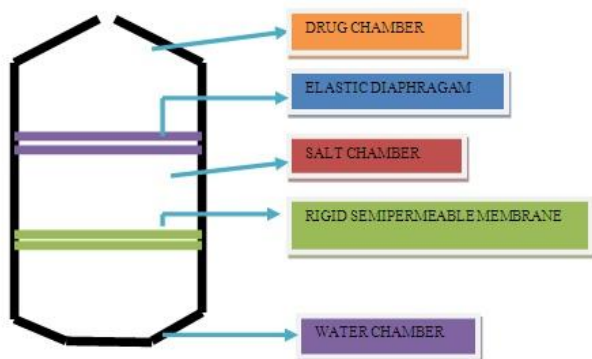 DRUG CHAMBER
ELASTIC DIAPHRAGAM
SALT CHAMBER
RIGID SEMIPERMEABLE MEMBRANE
WATER CHAMBER